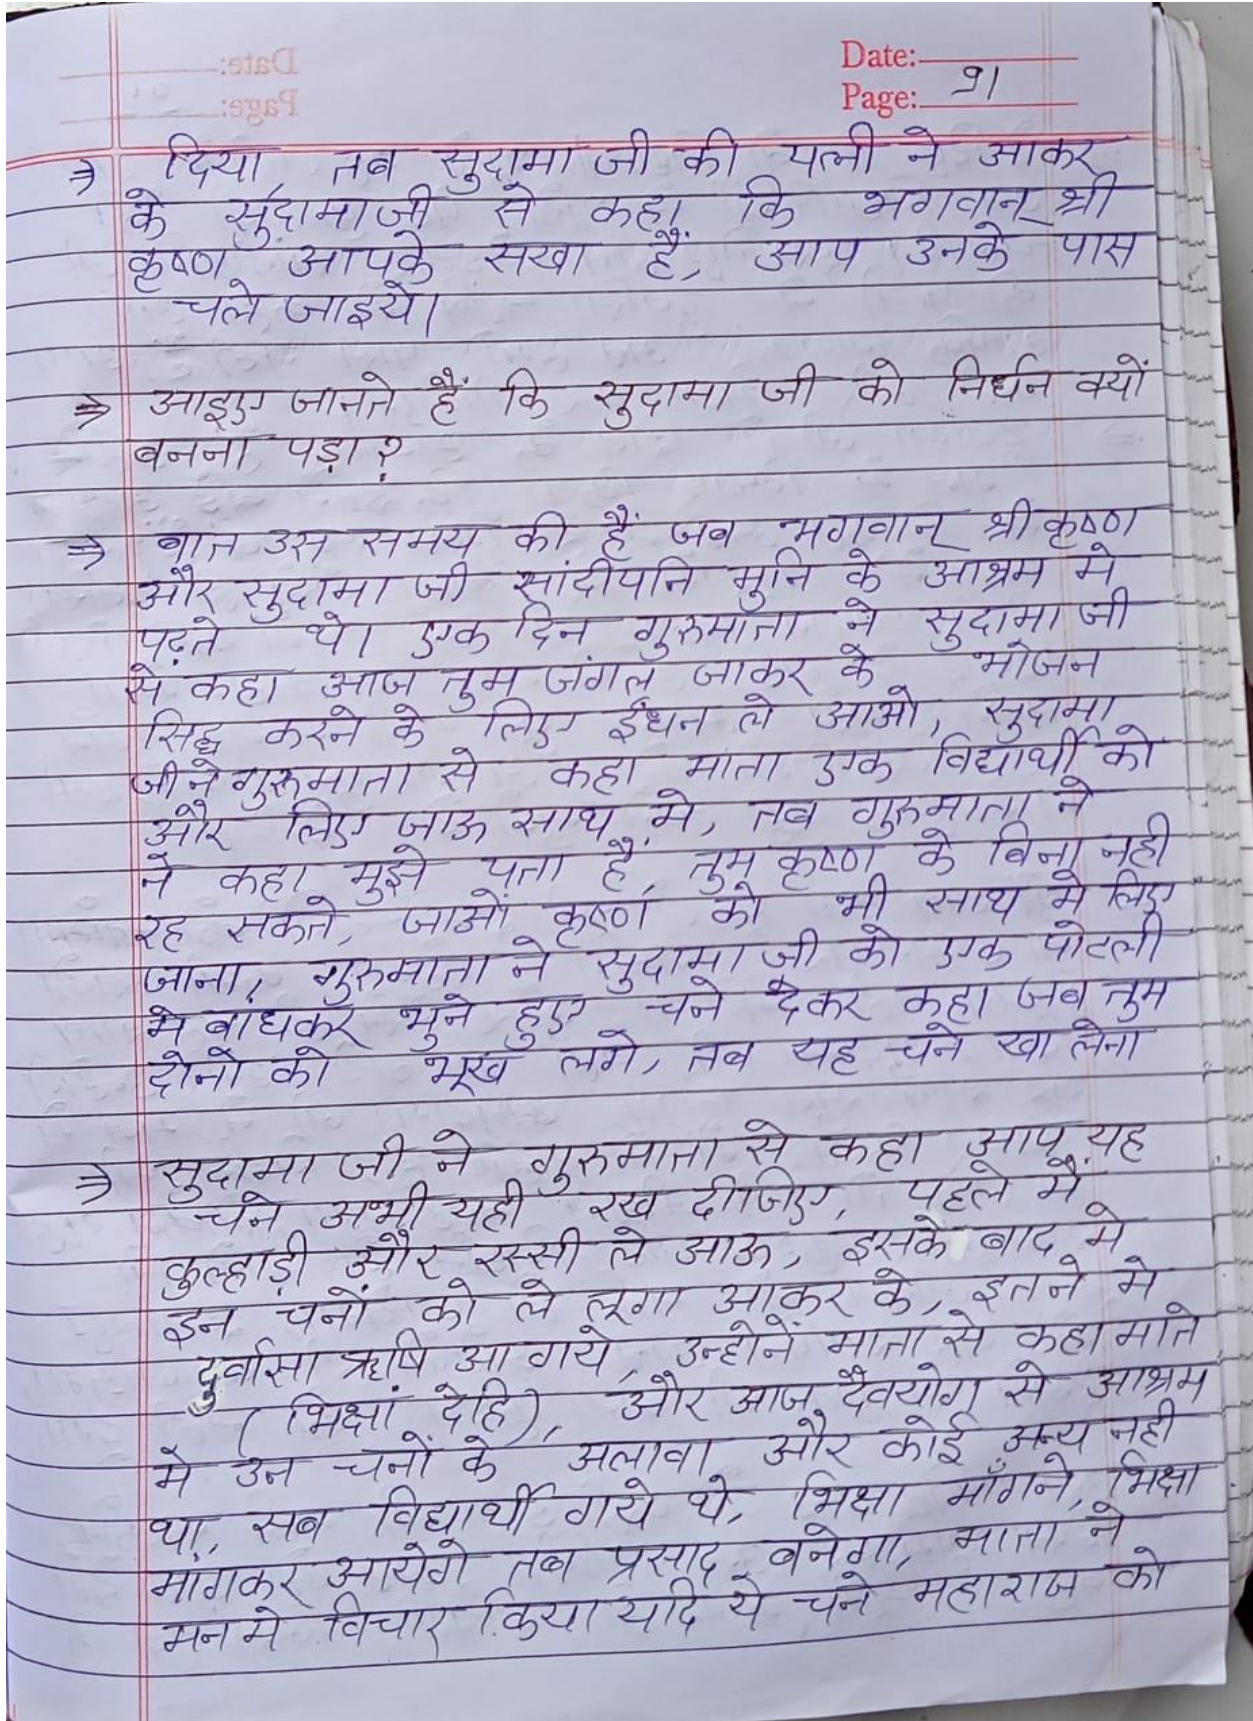 Date:
Page: 91
⇒ दिया, तब सुदामा जी की पत्नी ने आकर
के सुदामाजी से कहा कि भगवान् श्री
कृष्ण आपके सखा हैं, आप उनके पास
चले जाइये।
⇒ आइए जानते हैं कि सुदामा जी को निर्धन क्यों
बनना पड़ा ?
⇒ बात उस समय की हैं जब भगवान् श्री कृष्ण
और सुदामा जी सांदीपनि मुनि के आश्रम मे
पढ़ते थे। एक दिन गुरुमाता ने सुदामा जी
से कहा आज तुम जंगल जाकर के भोजन
सिद्ध करने के लिए ईंधन ले आओ, सुदामा
जी ने गुरुमाता से कहा माता एक विद्यार्थी को
और लिए जाऊ साथ मे, तब गुरुमाता ने
ने कहा मुझे पता हैं, तुम कृष्ण के बिना नही
रह सकते, जाओं कृष्ण को भी साथ मे लिए
जाना, गुरुमाता ने सुदामा जी को एक पोटली
मे बाधकर भुने हुए चने देकर कहा जब तुम
दोनो को भूख लगे, तब यह चने खा लेना
⇒ सुदामा जी ने गुरुमाता से कहा आप यह
चने अभी यही रख दीजिए, पहले मैं
कुल्हाड़ी और रस्सी ले आऊ, इसके बाद मे
इन चनों को ले लूगा आकर के, इतने मे
दुर्वासा ऋषि आ गये, उन्होनें माता से कहा माते
(भिक्षां देहि), और आज दैवयोग से आश्रम
मे उन चनों के अलावा और कोई अन्य नही
था, सब विद्यार्थी गये थे, भिक्षा माँगने, भिक्षा
मांगकर आयेगे तब प्रसाद बनेगा, माता ने
मन मे विचार किया यदि ये चने महाराज को